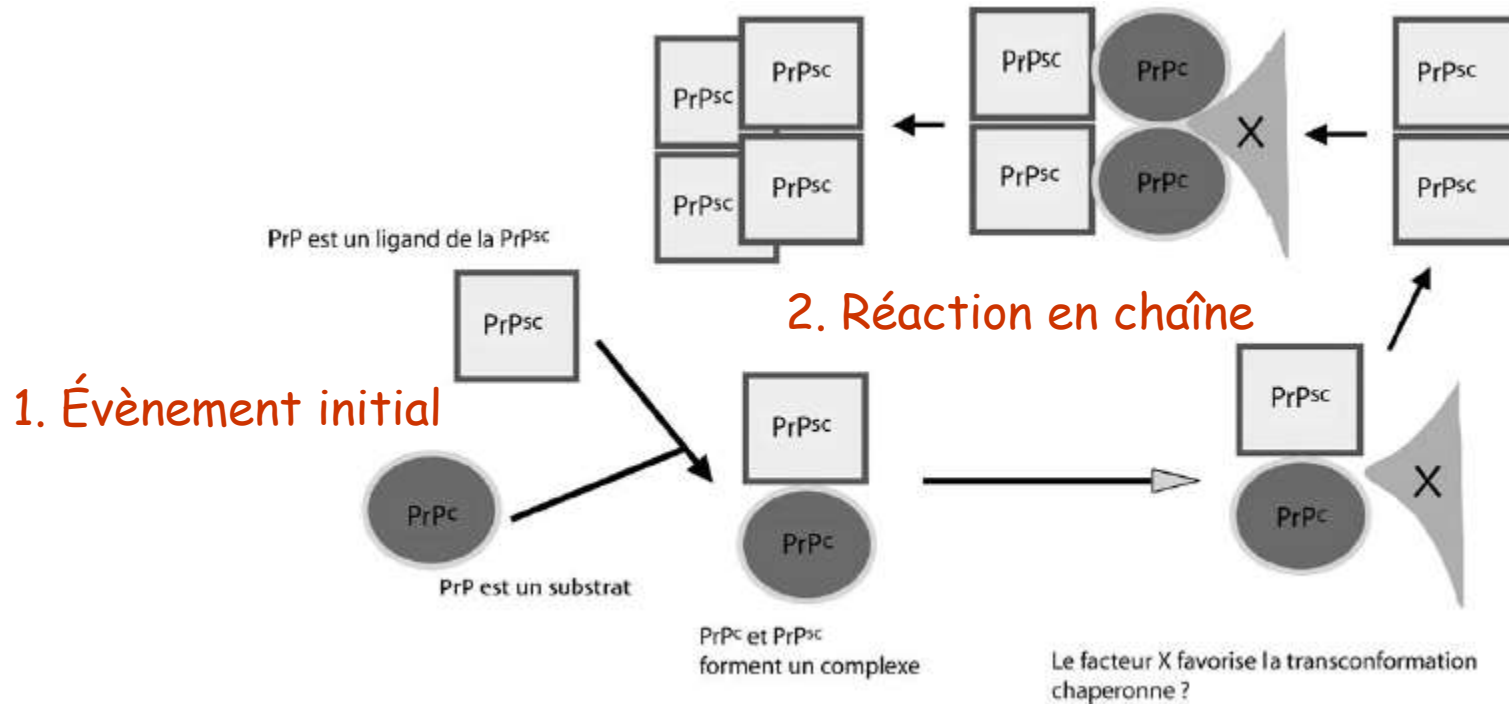 PrPsc
PrPsc
PrPsc
PrPsc
PrPsc
PrPc
X
PrPsc
PrPc
PrPsc
PrPsc
PrP est un ligand de la PrPsc
PrPsc
2. Réaction en chaîne
1. Évènement initial
PrPsc
PrPsc
PrPc
PrPc
PrPc
X
PrP est un substrat
PrPc et PrPsc
forment un complexe
Le facteur X favorise la transconformation
chaperonne ?